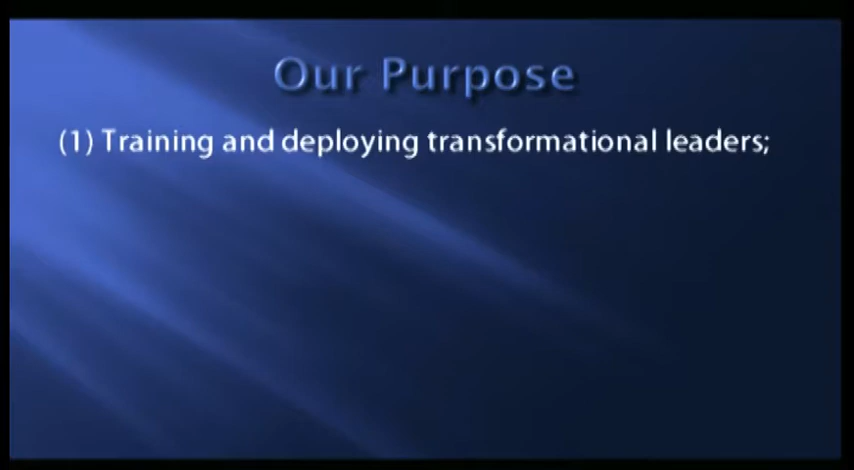 Our Purpose
(1) Training and deploying transformational leaders;